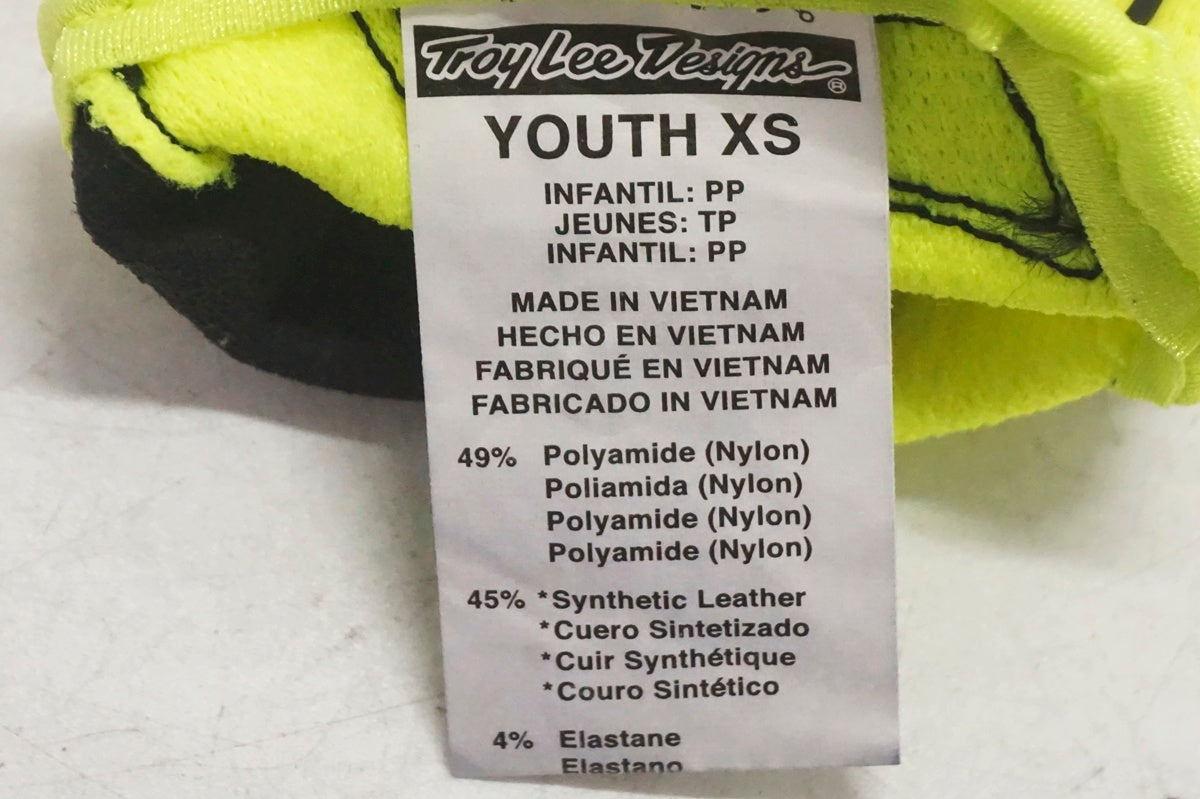 Troy Lee Designs ®
YOUTH XS
INFANTIL: PP
JEUNES: TP
INFANTIL: PP
MADE IN VIETNAM
HECHO EN VIETNAM
FABRIQUÉ EN VIETNAM
FABRICADO IN VIETNAM
49% Polyamide (Nylon)
Poliamida (Nylon)
Polyamide (Nylon)
Polyamide (Nylon)
45% *Synthetic Leather
*Cuero Sintetizado
*Cuir Synthétique
*Couro Sintético
4% Elastane
Elastano